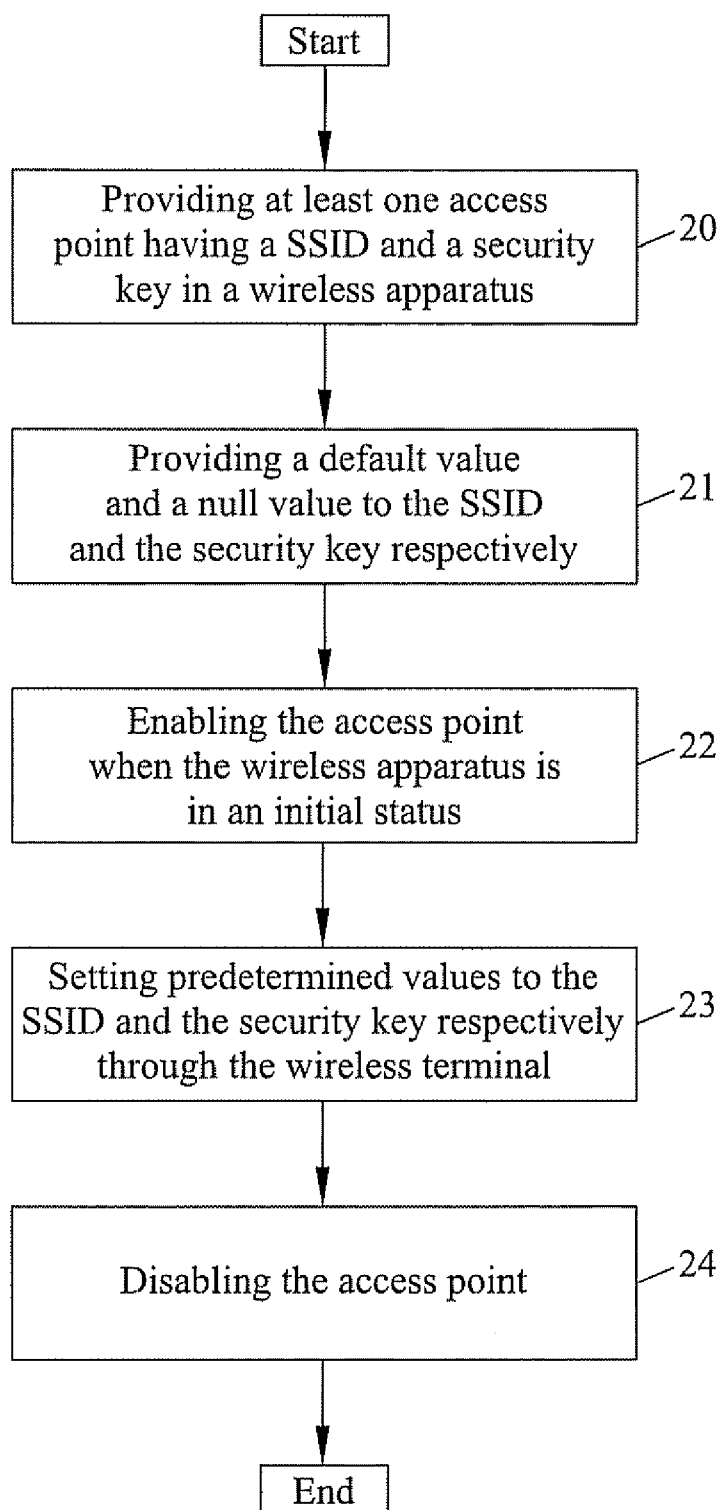 Start
Providing at least one access
point having a SSID and a security
key in a wireless apparatus
20
Providing a default value
and a null value to the SSID
and the security key respectively
21
Enabling the access point
when the wireless apparatus is
in an initial status
22
Setting predetermined values to the
SSID and the security key respectively
through the wireless terminal
23
Disabling the access point
24
End